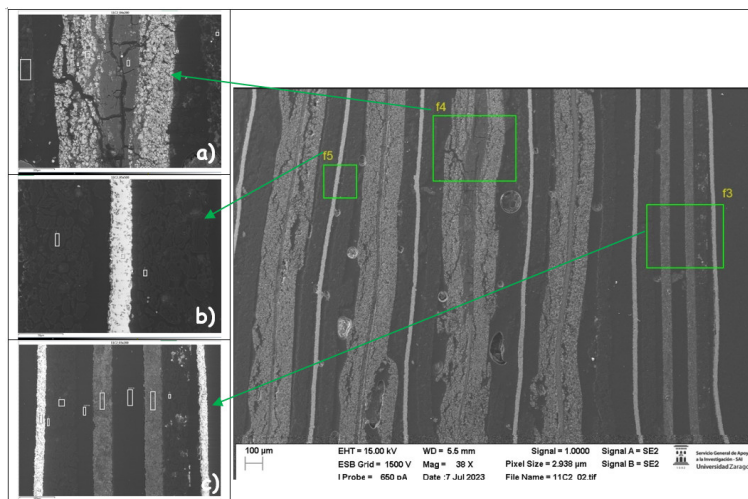 a)
b)
c)
f4
f5
f3
100 µm
EHT = 15.00 kV WD = 5.5 mm Signal = 1.0000 Signal A = SE2
ESB Grid = 1500 V Mag = 38 X Pixel Size = 2.938 µm Signal B = SE2
I Probe = 650 pA Date :7 Jul 2023 File Name = 11C2_02.tif
Servicio General de Apoyo
a la Investigación - SAI
Universidad Zaragoza